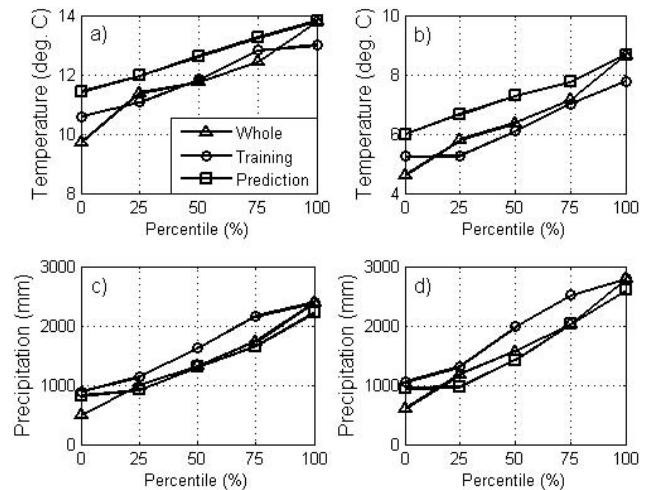 Temperature (deg. C)
14
12
10
8
a)
Whole
Training
Prediction
0 25 50 75 100
Percentile (%)
Temperature (deg. C)
10
8
6
4
b)
0 25 50 75 100
Percentile (%)
Precipitation (mm)
3000
2000
1000
0
c)
0 25 50 75 100
Percentile (%)
Precipitation (mm)
3000
2000
1000
0
d)
0 25 50 75 100
Percentile (%)